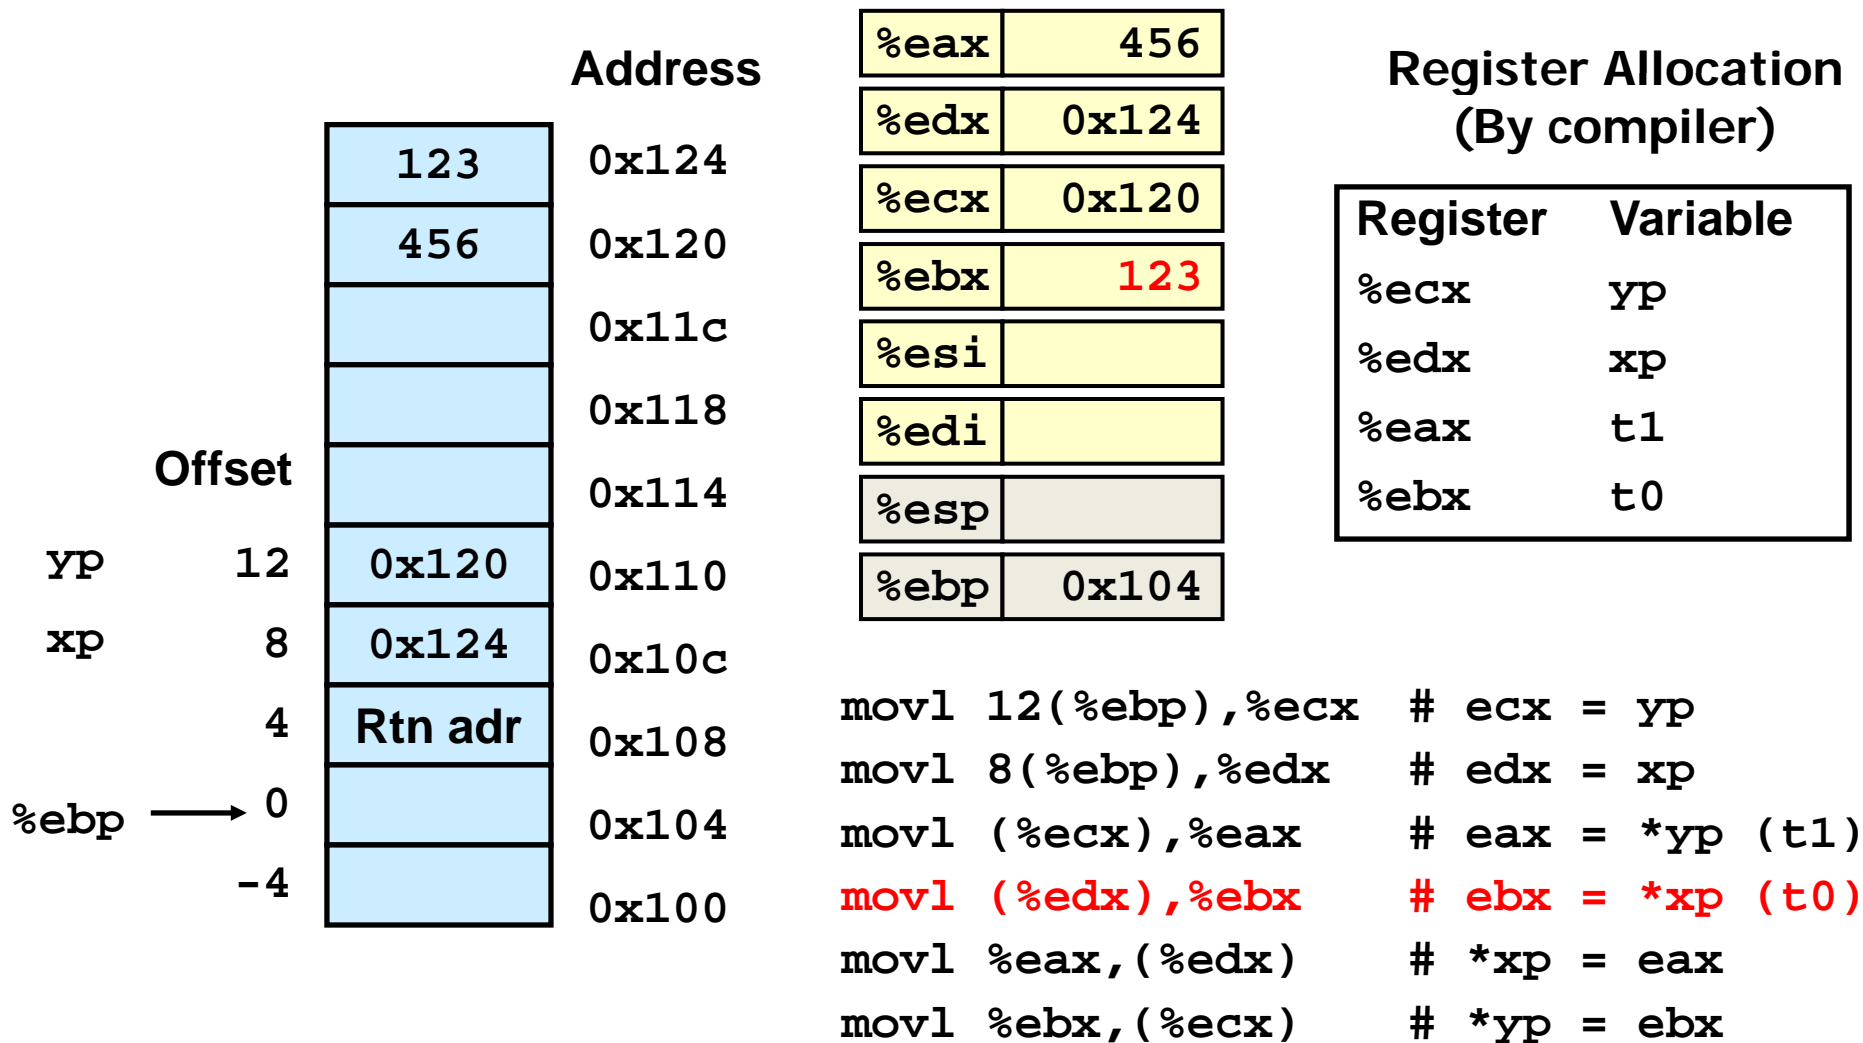 Address
123 0x124
456 0x120
0x11c
0x118
Offset 0x114
yp 12 0x120 0x110
xp 8 0x124 0x10c
4 Rtn adr 0x108
%ebp 0 0x104
-4 0x100
%eax 456
%edx 0x124
%ecx 0x120
%ebx 123
%esi
%edi
%esp
%ebp 0x104
Register Allocation
(By compiler)
Register Variable
%ecx yp
%edx xp
%eax t1
%ebx t0
movl 12(%ebp),%ecx # ecx = yp
movl 8(%ebp),%edx # edx = xp
movl (%ecx),%eax # eax = *yp (t1)
movl (%edx),%ebx # ebx = *xp (t0)
movl %eax,(%edx) # *xp = eax
movl %ebx,(%ecx) # *yp = ebx